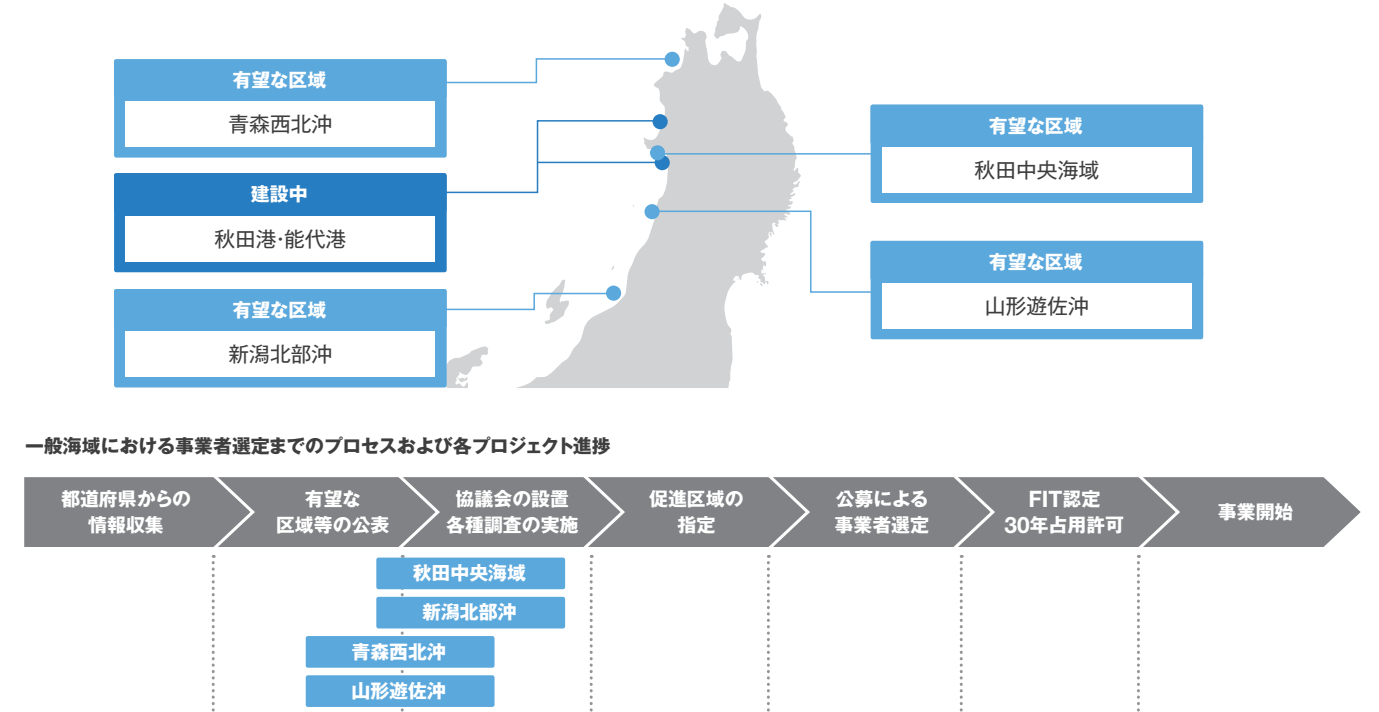 有望な区域
青森西北沖
建設中
秋田港・能代港
有望な区域
新潟北部沖
有望な区域
秋田中央海域
有望な区域
山形遊佐沖
一般海域における事業者選定までのプロセスおよび各プロジェクト進捗
都道府県からの
情報収集
有望な
区域等の公表
協議会の設置
各種調査の実施
促進区域の
指定
公募による
事業者選定
FIT認定
30年占用許可
事業開始
秋田中央海域
新潟北部沖
青森西北沖
山形遊佐沖